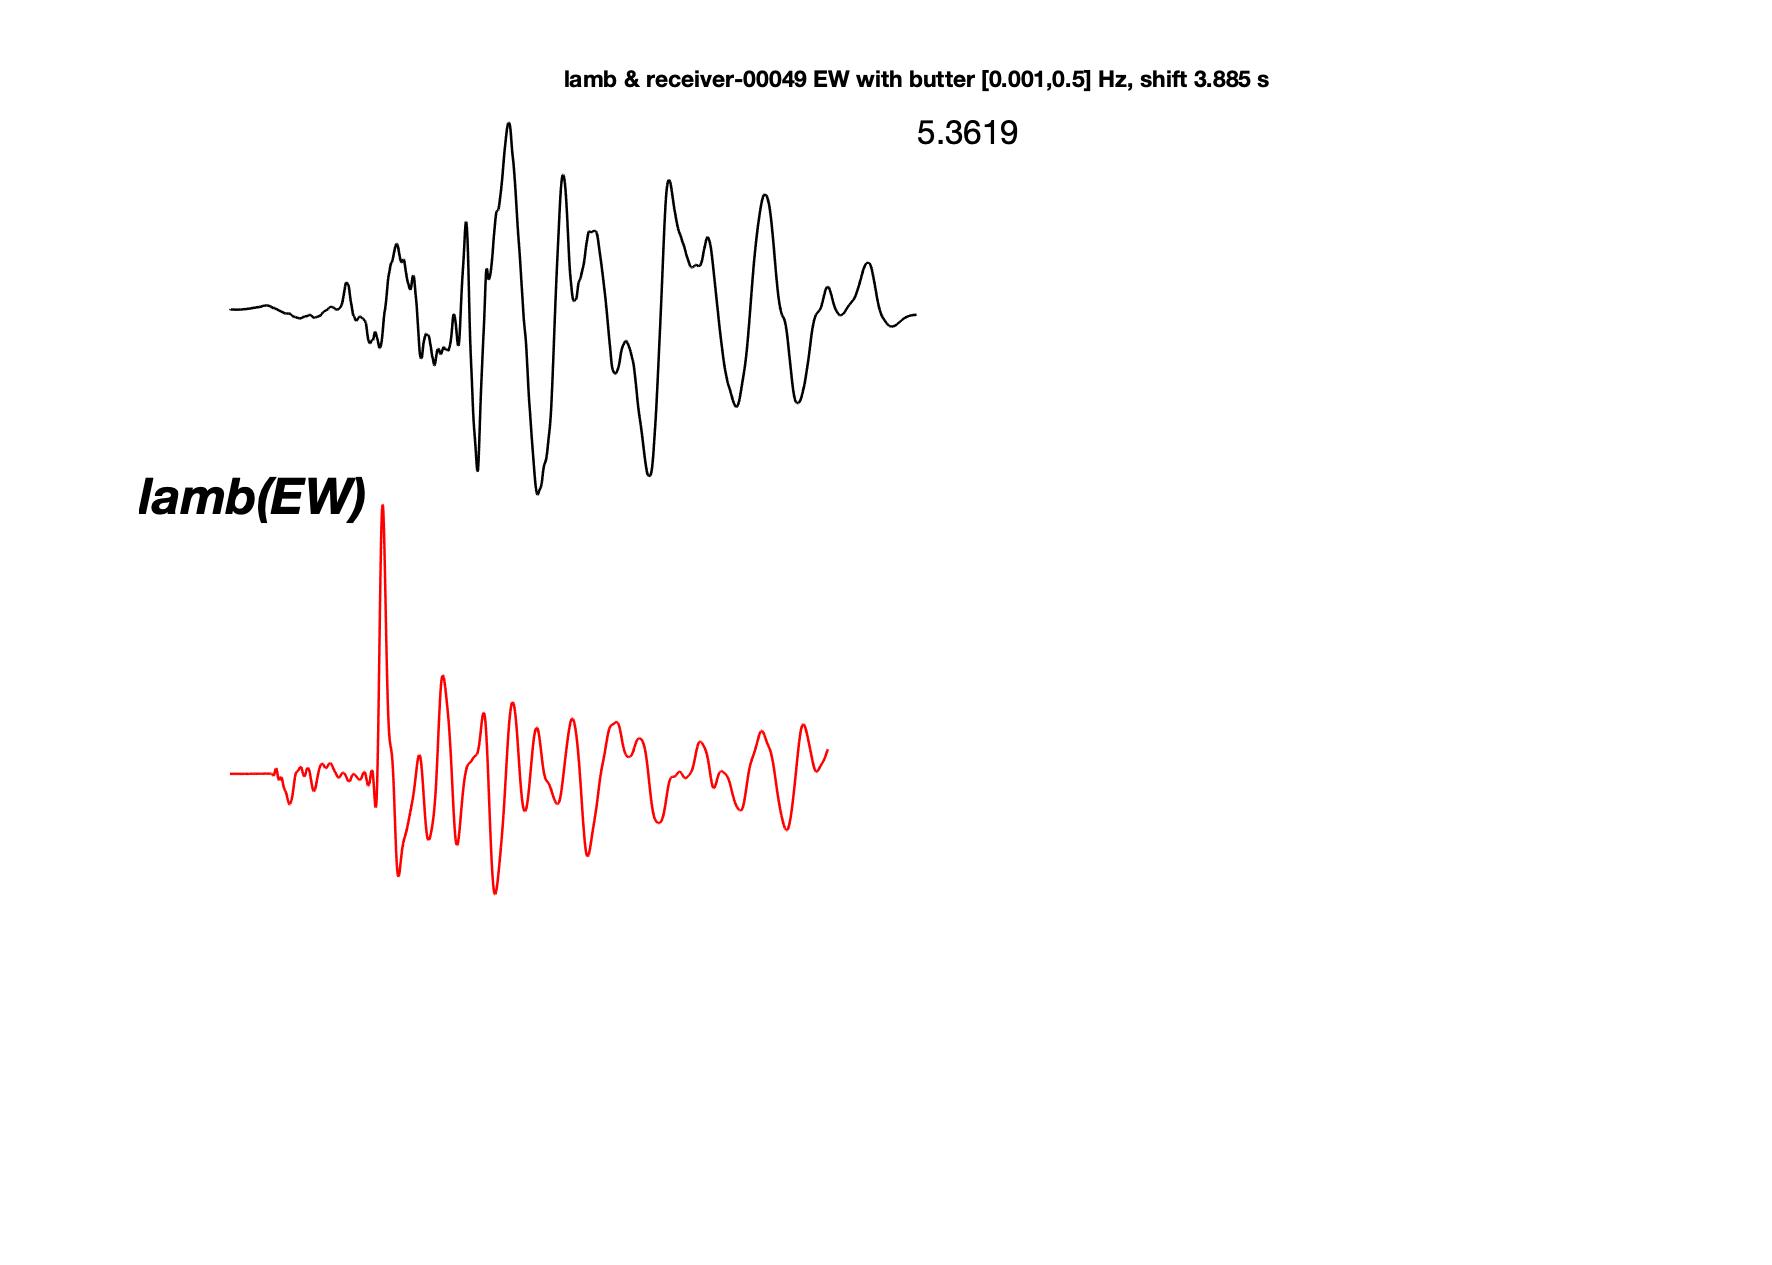 lamb & receiver-00049 EW with butter [0.001,0.5] Hz, shift 3.885 s
5.3619
lamb(EW)